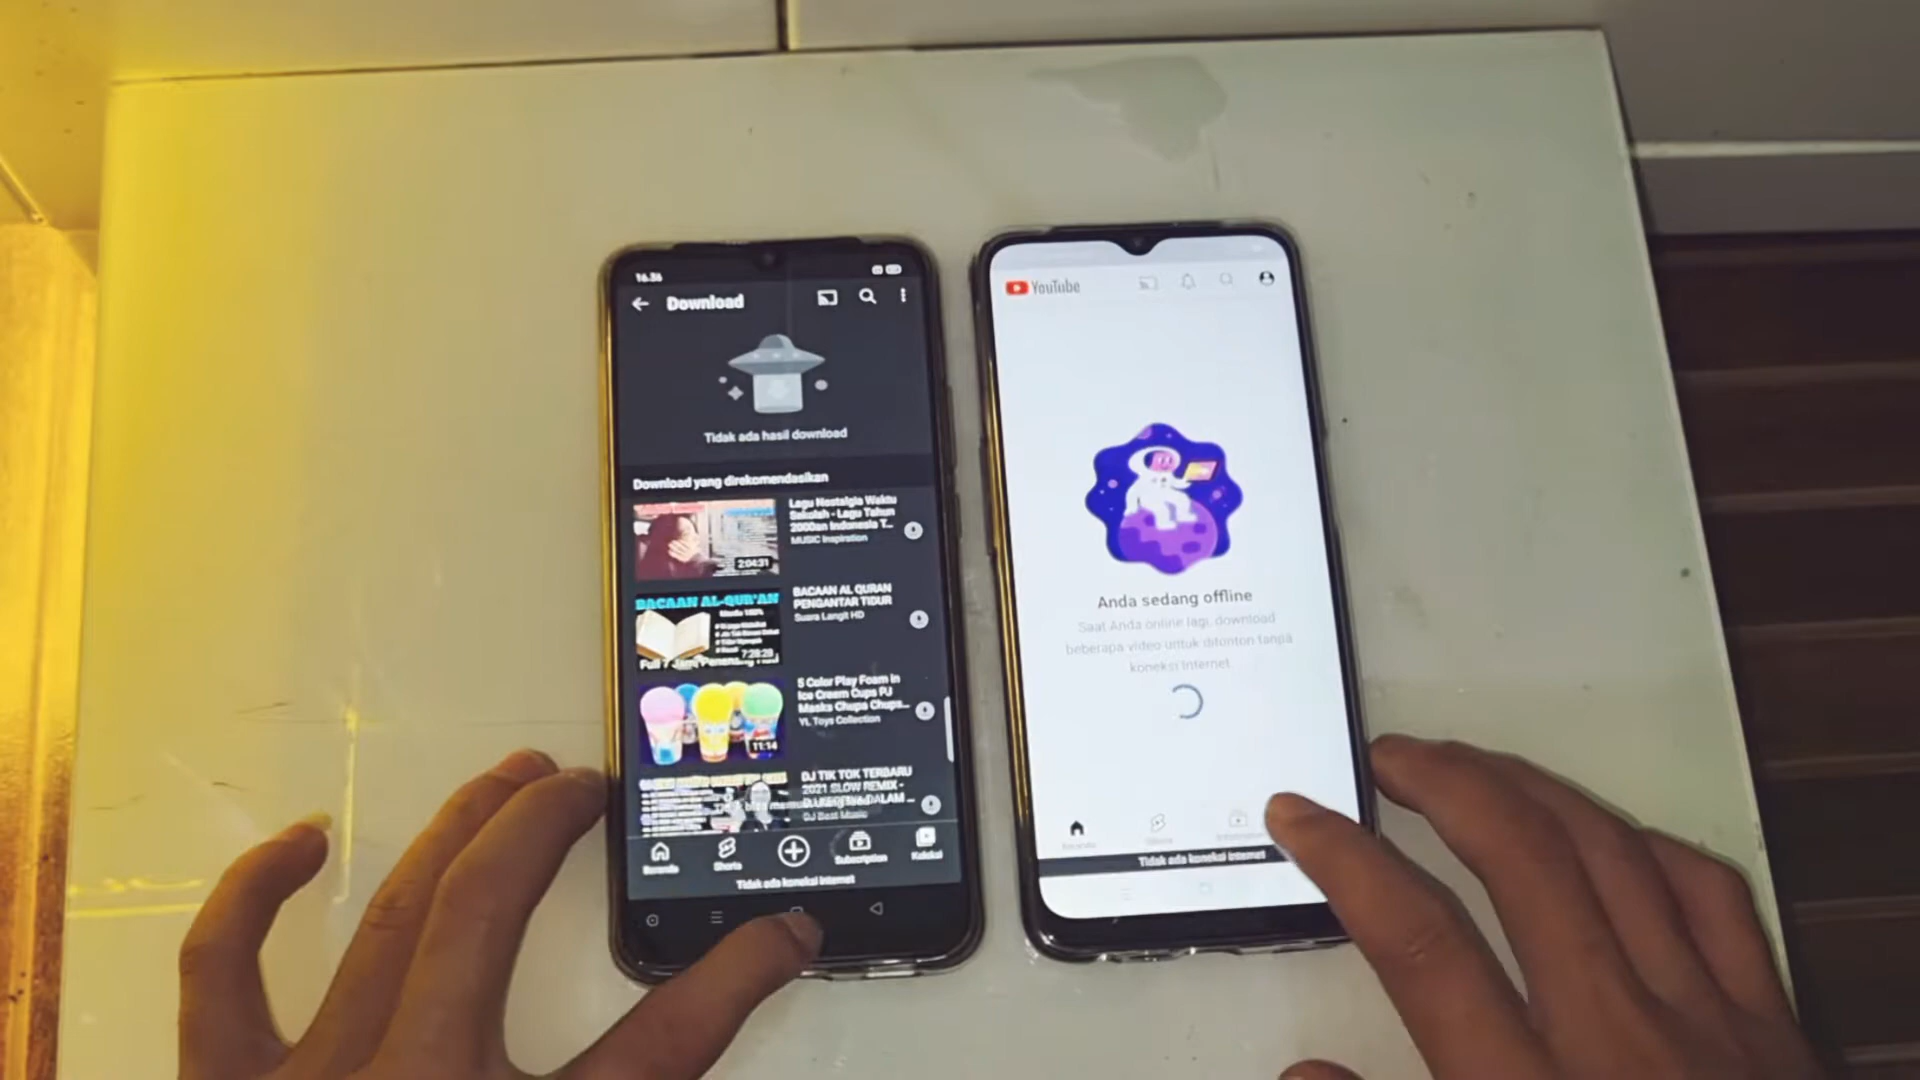 16.36
Download
Tidak ada hasil download
Download yang direkomendasikan
Lagu Nostalgia Waktu
Sekolah - Lagu Tahun
2000an Indonesia T...
MUSIC Inspiration
2:04:31
BACAAN AL-QUR'AN
7:28:28
BACAAN AL QURAN
PENGANTAR TIDUR
Suara Langit HD
5 Color Play Foam in
Ice Cream Cups PJ
Masks Chupa Chups...
YL Toys Collection
11:14
DJ TIK TOK TERBARU
2021 SLOW REMIX -
DALAM ...
DJ Best Music
Beranda
Shorts
Subscription
Koleksi
Tidak ada koneksi internet
YouTube
Anda sedang offline
Saat Anda online lagi, download
beberapa video untuk ditonton tanpa
koneksi internet.
Beranda
Shorts
Tidak ada koneksi internet